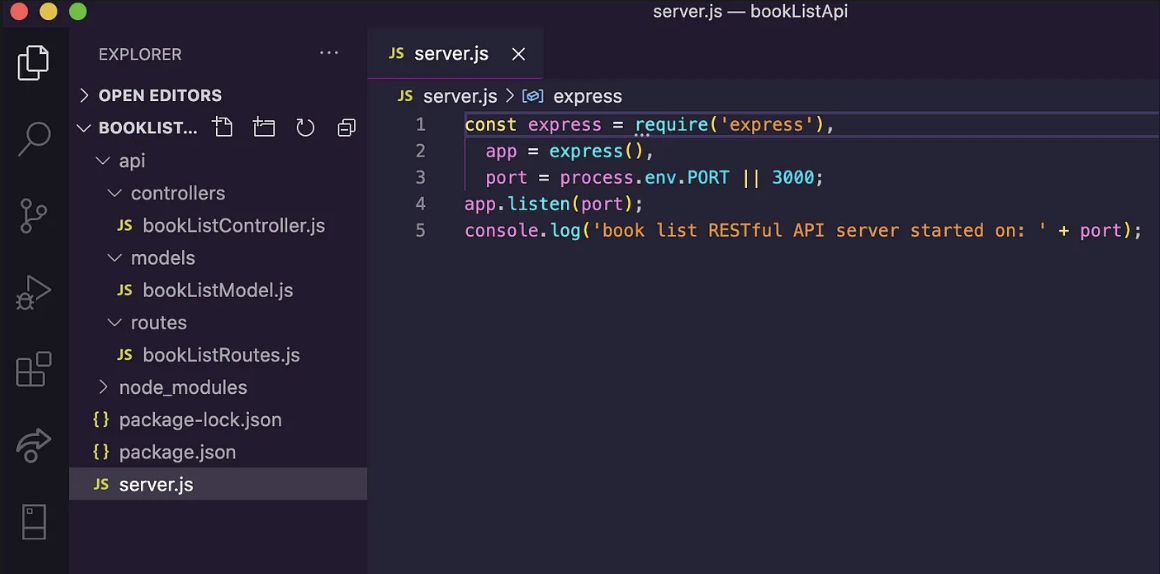 server.js — bookListApi
EXPLORER ···
OPEN EDITORS
BOOKLIST...
api
controllers
JS bookListController.js
models
JS bookListModel.js
routes
JS bookListRoutes.js
node_modules
{} package-lock.json
{} package.json
JS server.js
JS server.js ×
JS server.js > express
1 const express = require('express'),
2 app = express(),
3 port = process.env.PORT || 3000;
4 app.listen(port);
5 console.log('book list RESTful API server started on: ' + port);